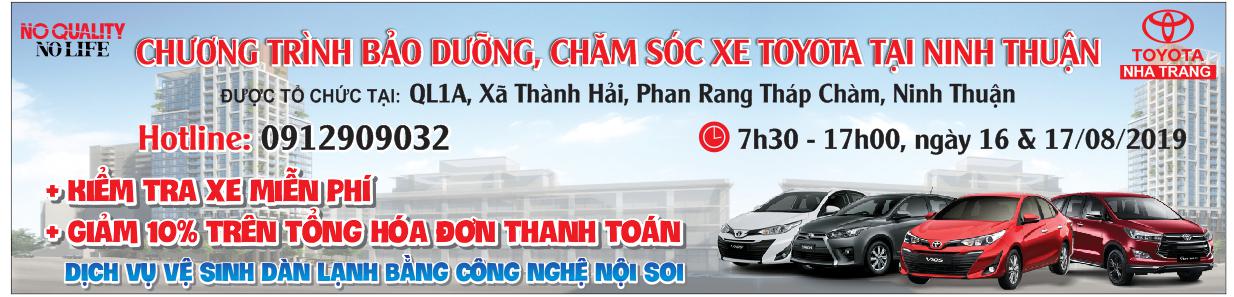 NO QUALITY
NO LIFE
CHƯƠNG TRÌNH BẢO DƯỠNG, CHĂM SÓC XE TOYOTA TẠI NINH THUẬN
TOYOTA
NHA TRANG
ĐƯỢC TỔ CHỨC TẠI: QL1A, Xã Thành Hải, Phan Rang Tháp Chàm, Ninh Thuận
Hotline: 0912909032
7h30 - 17h00, ngày 16 & 17/08/2019
+ KIỂM TRA XE MIỄN PHÍ
+ GIẢM 10% TRÊN TỔNG HÓA ĐƠN THANH TOÁN
DỊCH VỤ VỆ SINH DÀN LẠNH BẰNG CÔNG NGHỆ NỘI SOI
VIOS